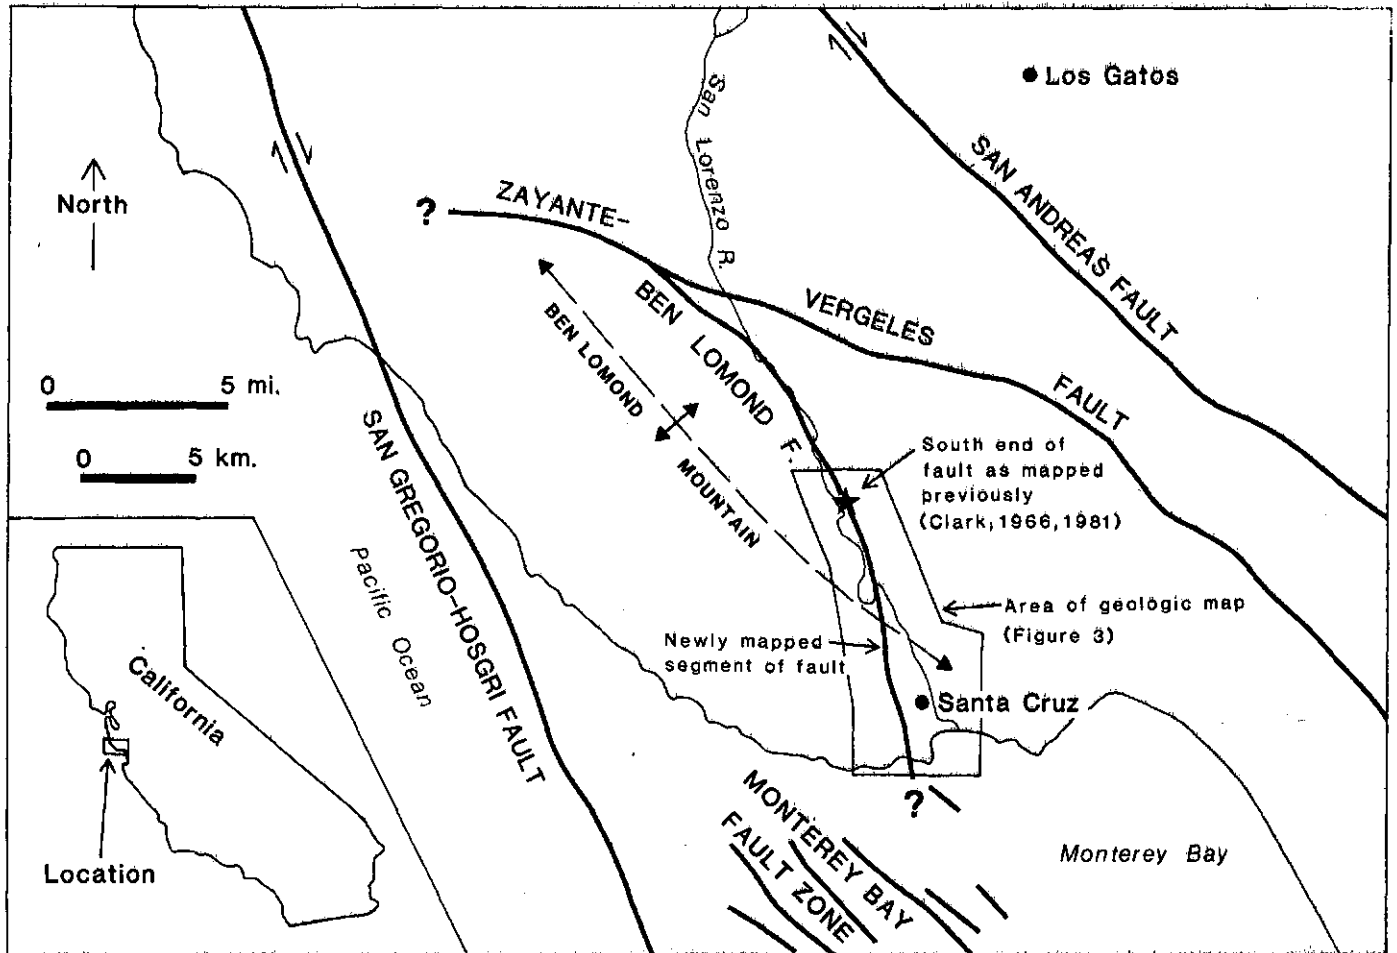 Los Gatos
SAN ANDREAS FAULT
San Lorenzo R.
North
?
ZAYANTE-
VERGELES
FAULT
BEN LOMOND F.
BEN LOMOND
MOUNTAIN
0 5 mi.
0 5 km.
SAN GREGORIO-HOSGRI FAULT
South end of
fault as mapped
previously
(Clark, 1966, 1981)
Area of geologic map
(Figure 3)
Newly mapped
segment of fault
Santa Cruz
Pacific Ocean
California
Location
?
MONTEREY BAY
FAULT ZONE
Monterey Bay